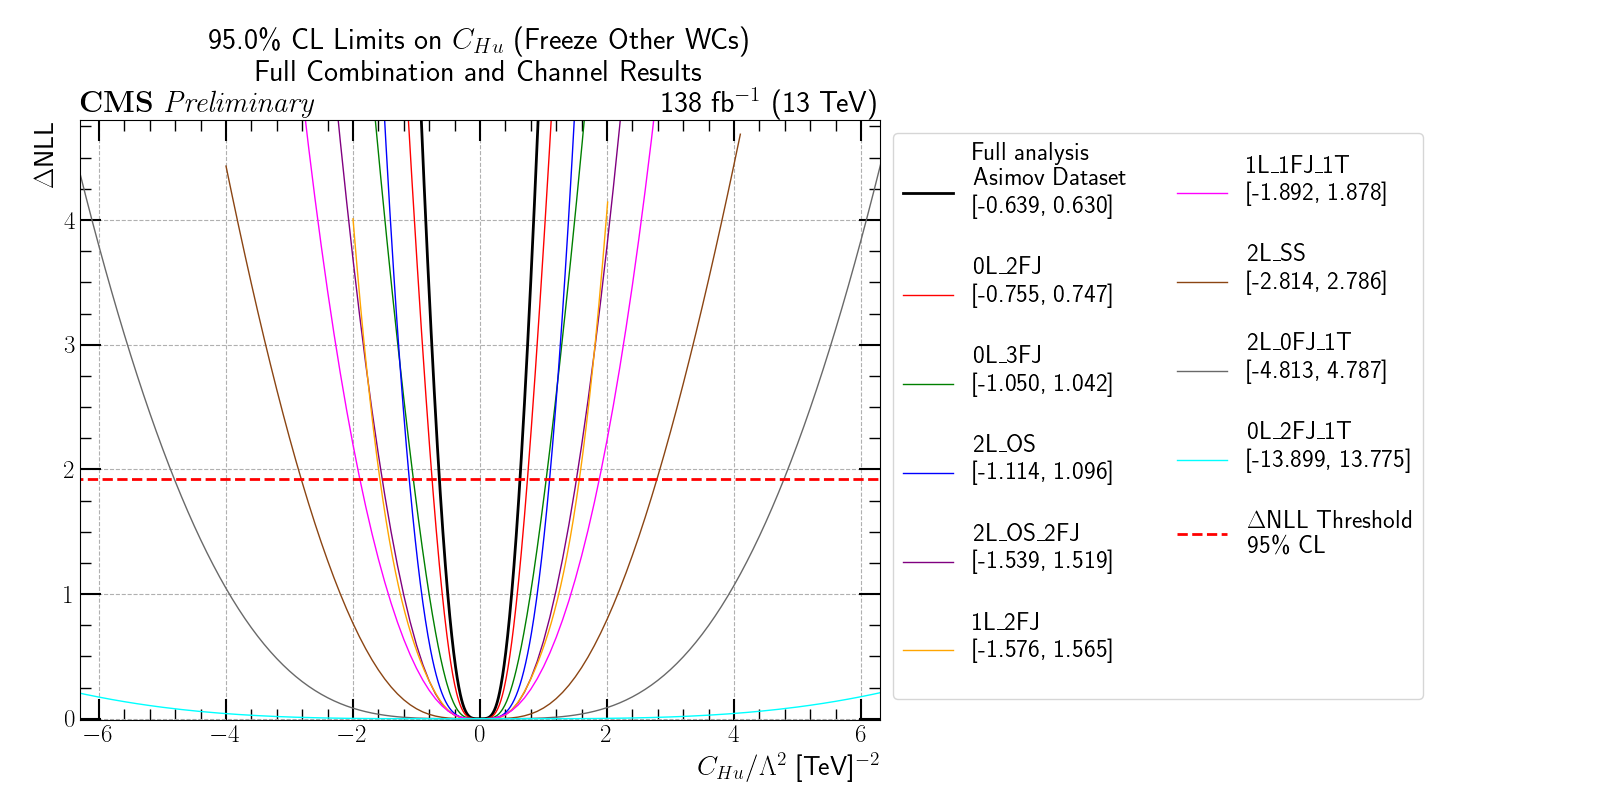 95.0% CL Limits on C_{Hu} (Freeze Other WCs)
Full Combination and Channel Results
CMS Preliminary
138 fb^{−1} (13 TeV)
ΔNLL
4
3
2
1
0
−6
−4
−2
0
2
4
6
C_{Hu}/Λ^2 [TeV]^{−2}
Full analysis
Asimov Dataset
[-0.639, 0.630]
0L_2FJ
[-0.755, 0.747]
0L_3FJ
[-1.050, 1.042]
2L_OS
[-1.114, 1.096]
2L_OS_2FJ
[-1.539, 1.519]
1L_2FJ
[-1.576, 1.565]
1L_1FJ_1T
[-1.892, 1.878]
2L_SS
[-2.814, 2.786]
2L_0FJ_1T
[-4.813, 4.787]
0L_2FJ_1T
[-13.899, 13.775]
ΔNLL Threshold
95% CL